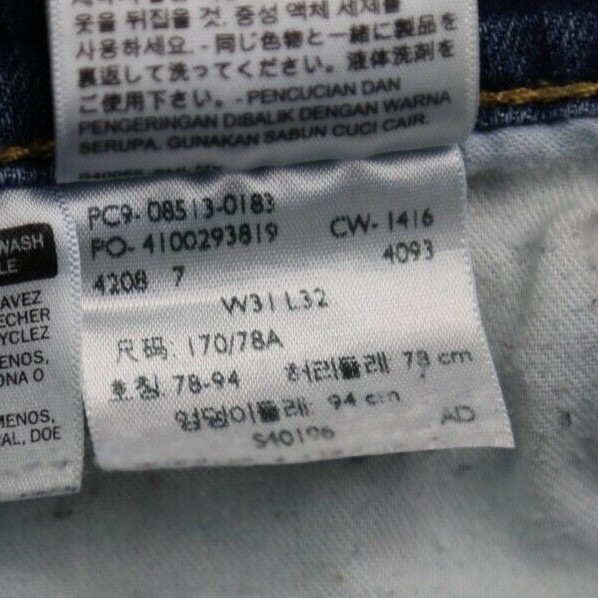 옷을 뒤집을 것. 중성 액체 세제를
사용하세요. - 同じ色物と一緒に製品を
裏返して洗ってください。液体洗剤を
ご使用下さい。- PENCUCIAN DAN
PENGERINGAN DIBALIK DENGAN WARNA
SERUPA. GUNAKAN SABUN CUCI CAIR.
WASH
LE
AVEZ
ECHER
YCLEZ
ENOS,
ONA O
MENOS,
AL, DOE
PC9-08513-0183
PO-4100293819 CW-1416
4208 7 4093
W31 L32
尺码: 170/78A
호칭: 78-94 허리둘레 78 cm
엉덩이둘레: 94 cm
AD
S40196